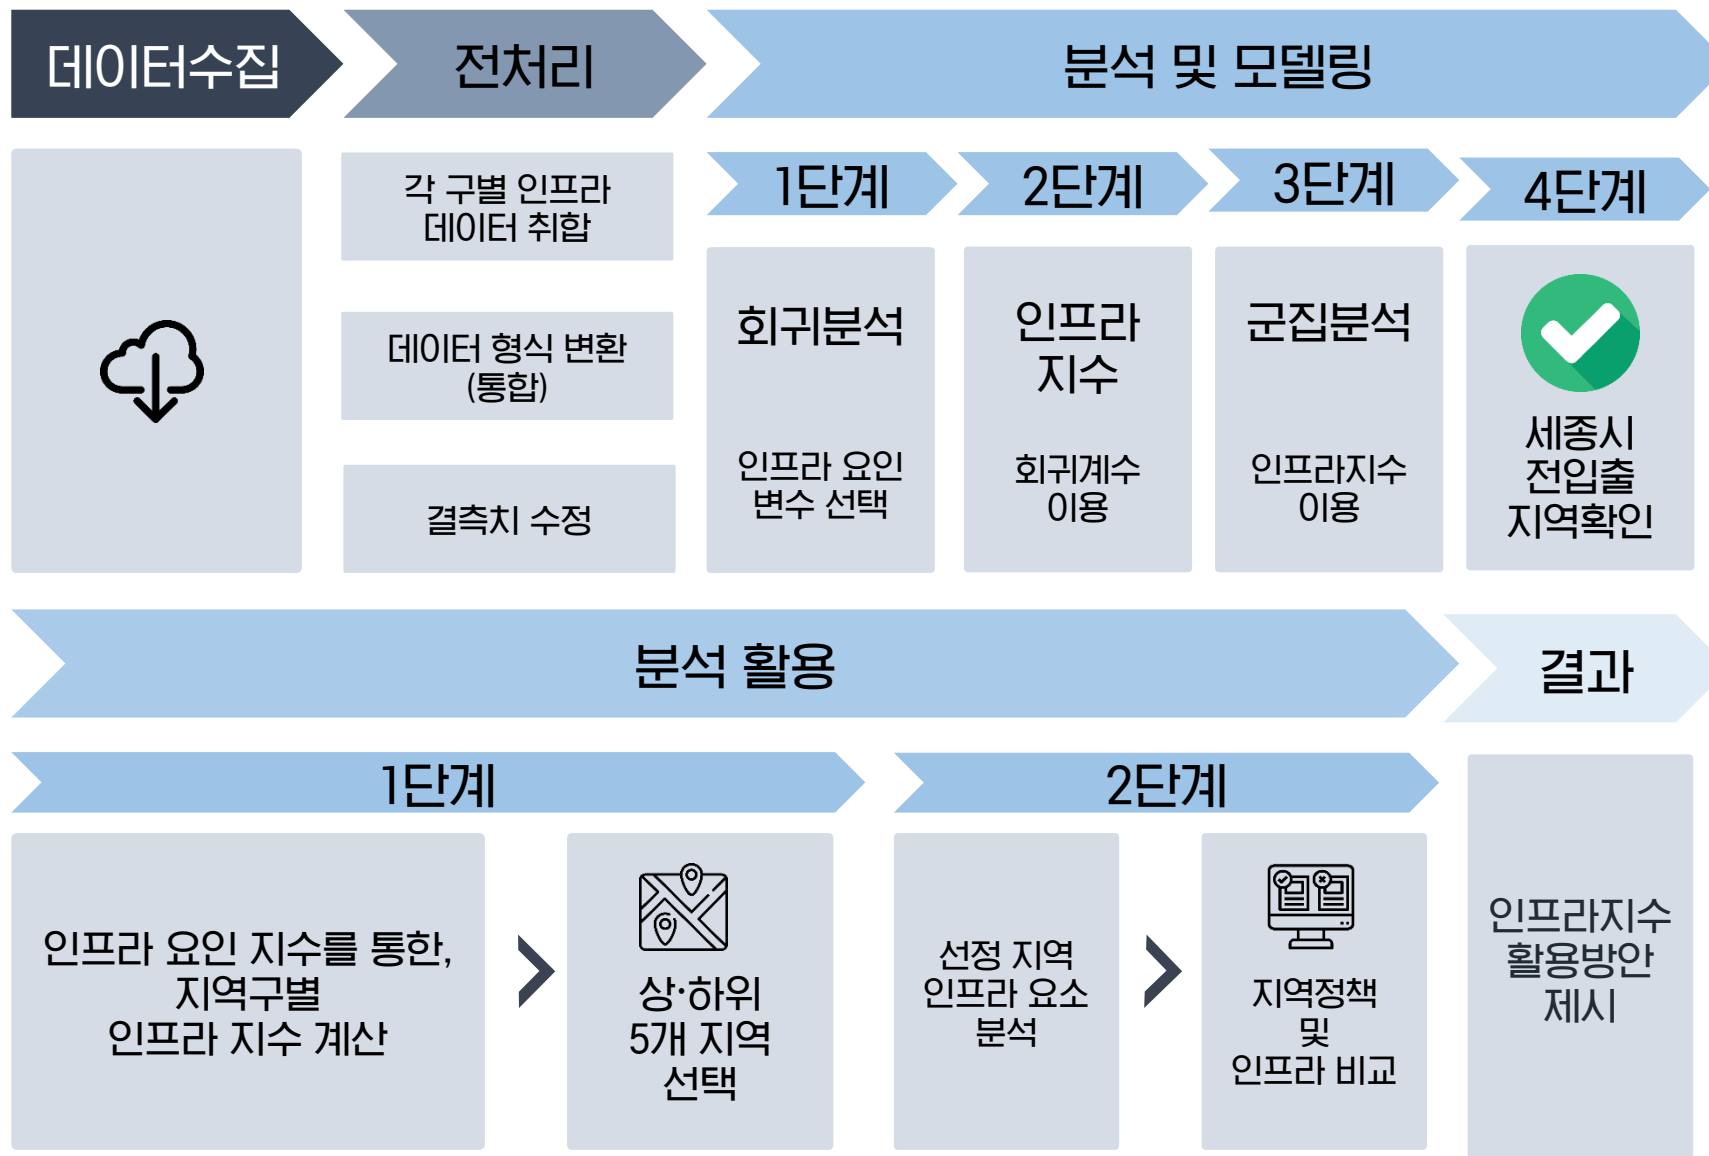 데이터수집
전처리
분석 및 모델링
각 구별 인프라
데이터 취합
데이터 형식 변환
(통합)
결측치 수정
1단계
회귀분석
인프라 요인
변수 선택
2단계
인프라
지수
회귀계수
이용
3단계
군집분석
인프라지수
이용
4단계
세종시
전입출
지역확인
분석 활용
결과
1단계
인프라 요인 지수를 통한,
지역구별
인프라 지수 계산
상·하위
5개 지역
선택
2단계
선정 지역
인프라 요소
분석
지역정책
및
인프라 비교
인프라지수
활용방안
제시